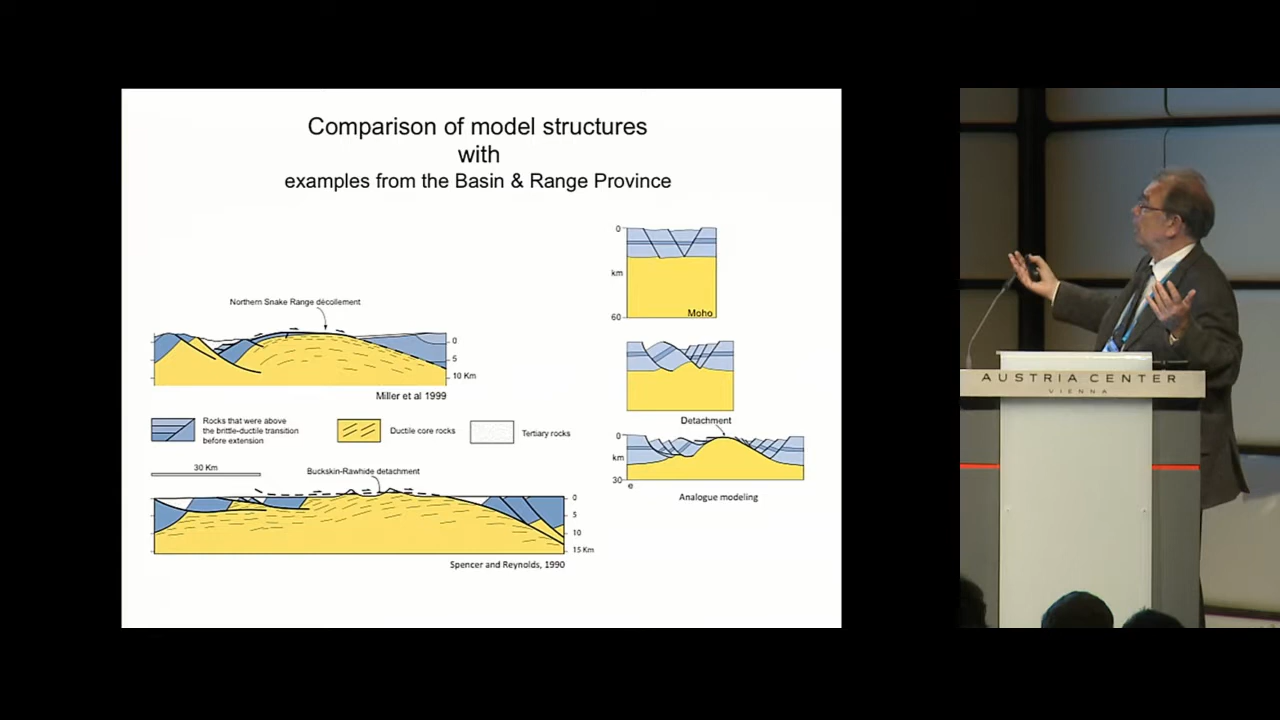 Comparison of model structures
with
examples from the Basin & Range Province
Northern Snake Range décollement
0
5
10 Km
Miller et al 1999
Rocks that were above
the brittle-ductile transition
before extension
Ductile core rocks
Tertiary rocks
30 Km
Buckskin-Rawhide detachment
0
5
10
15 Km
Spencer and Reynolds, 1990
0
km
60
Moho
Detachment
0
km
30
e
Analogue modeling
AUSTRIA CENTER
VIENNA